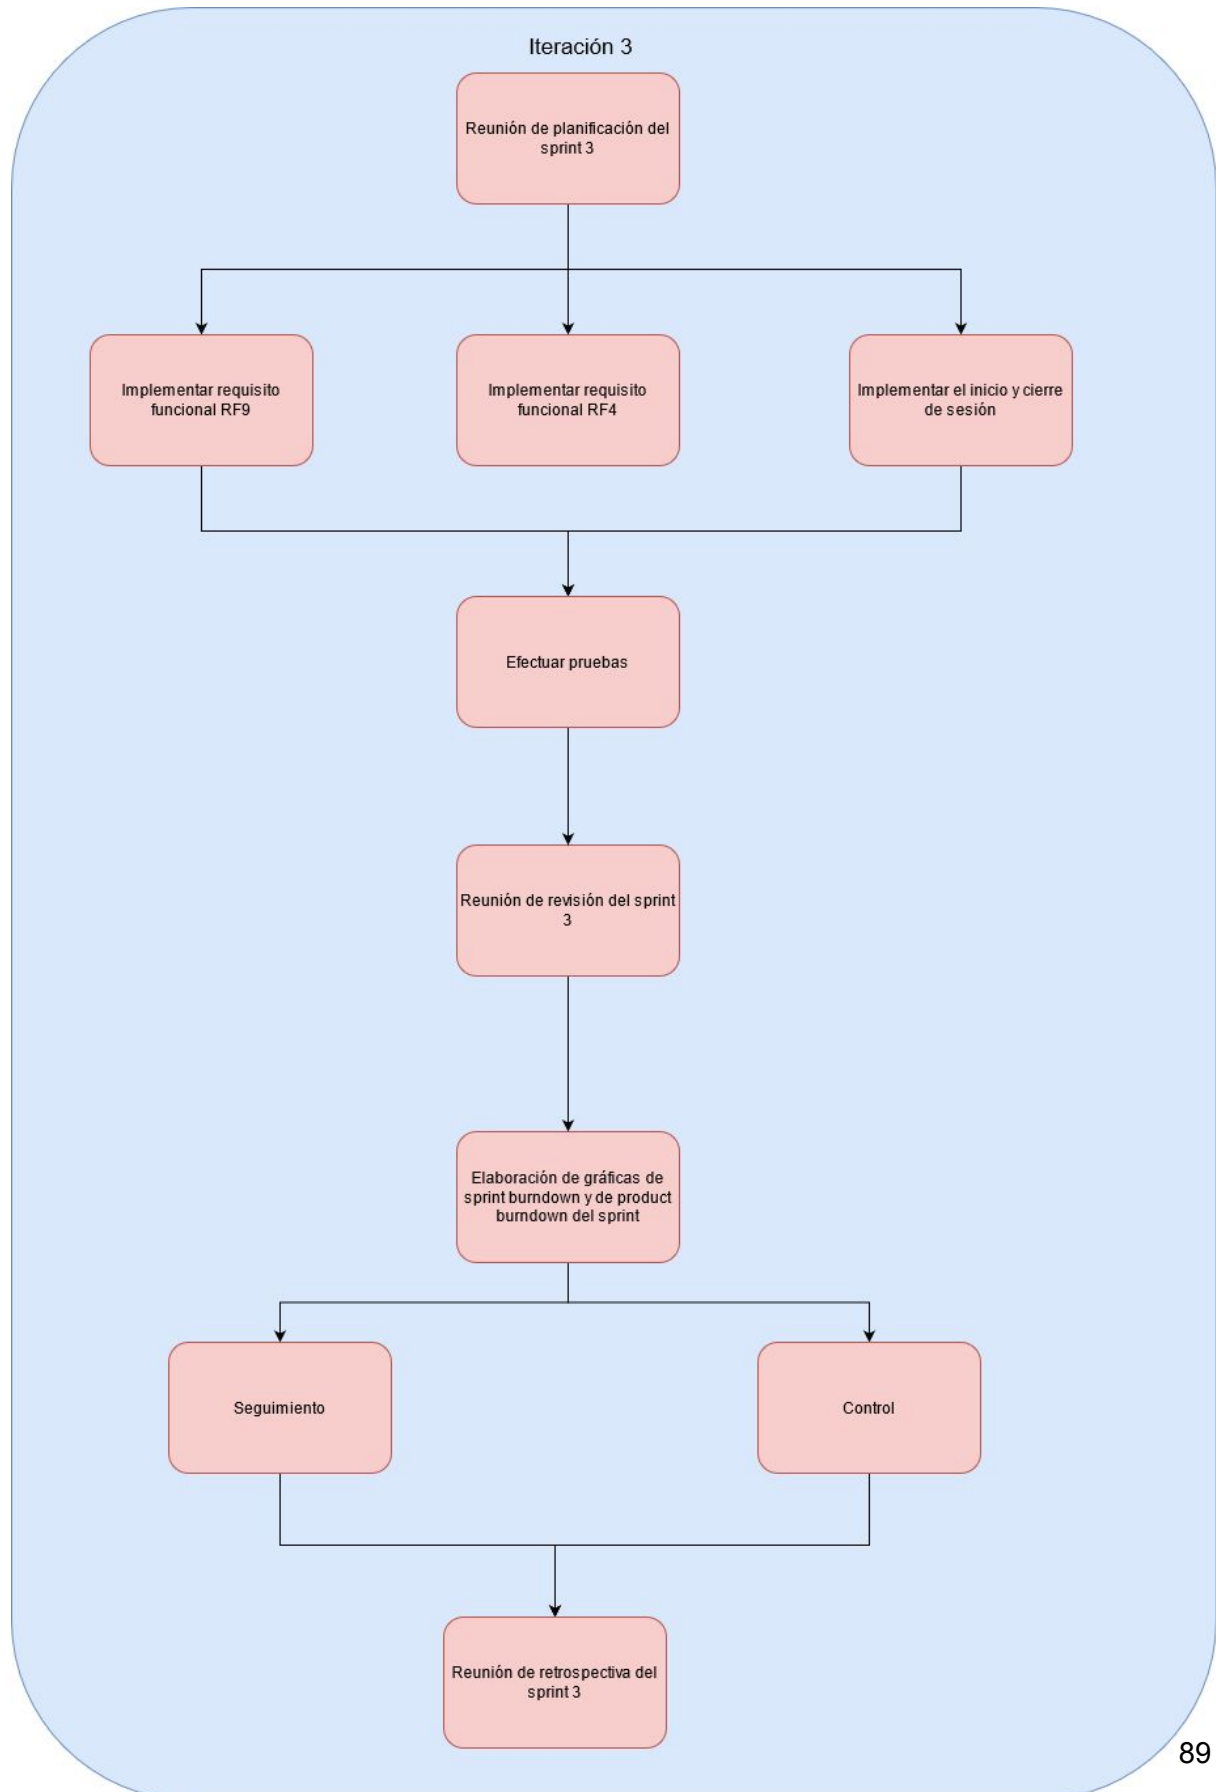 Iteración 3
Reunión de planificación del
sprint 3
Implementar requisito
funcional RF9
Implementar requisito
funcional RF4
Implementar el inicio y cierre
de sesión
Efectuar pruebas
Reunión de revisión del sprint
3
Elaboración de gráficas de
sprint burndown y de product
burndown del sprint
Seguimiento
Control
Reunión de retrospectiva del
sprint 3
89